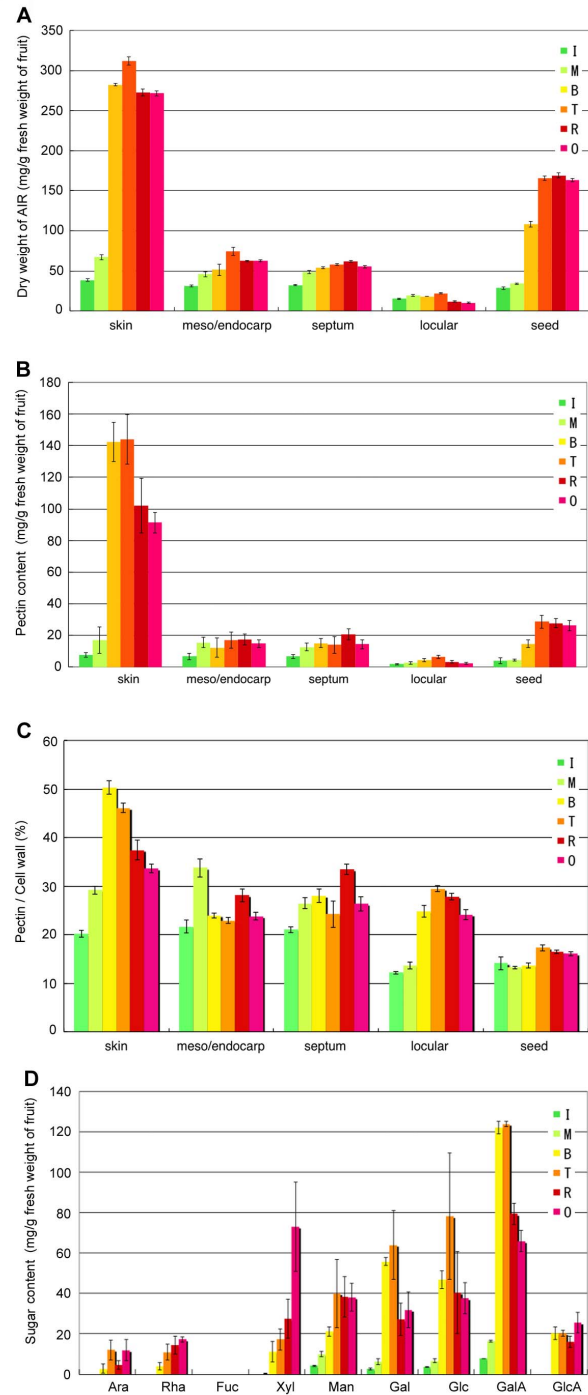 A
Dry weight of AIR (mg/g fresh weight of fruit)
350
300
250
200
150
100
50
0
I
M
B
T
R
O
skin meso/endocarp septum locular seed
B
Pectin content (mg/g fresh weight of fruit)
180
160
140
120
100
80
60
40
20
0
I
M
B
T
R
O
skin meso/endocarp septum locular seed
C
Pectin / Cell wall (%)
60
50
40
30
20
10
0
I
M
B
T
R
O
skin meso/endocarp septum locular seed
D
Sugar content (mg/g fresh weight of fruit)
140
120
100
80
60
40
20
0
I
M
B
T
R
O
Ara Rha Fuc Xyl Man Gal Glc GalA GlcA